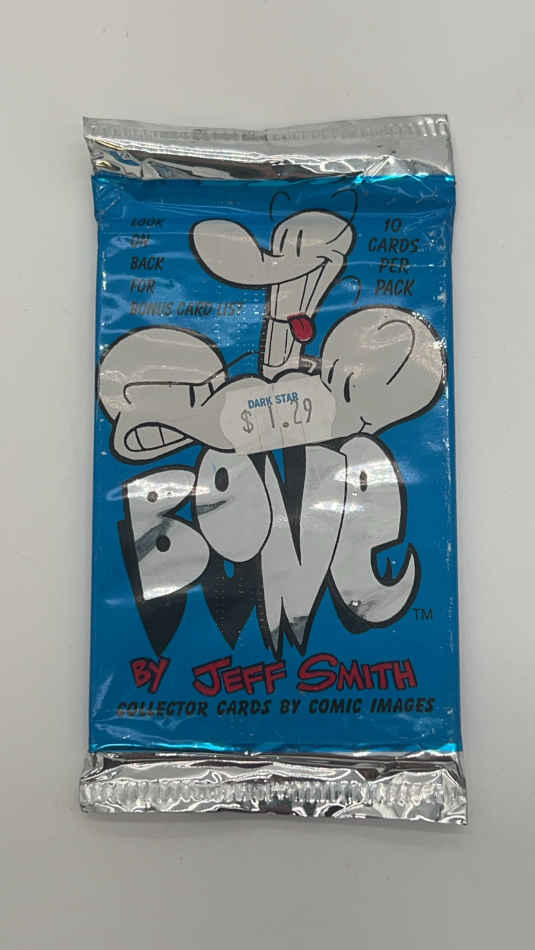 LOOK
ON
BACK
FOR
BONUS CARD LIST
10
CARDS
PER
PACK
DARK STAR
$ 1.29
BONE
TM
BY JEFF SMITH
COLLECTOR CARDS BY COMIC IMAGES